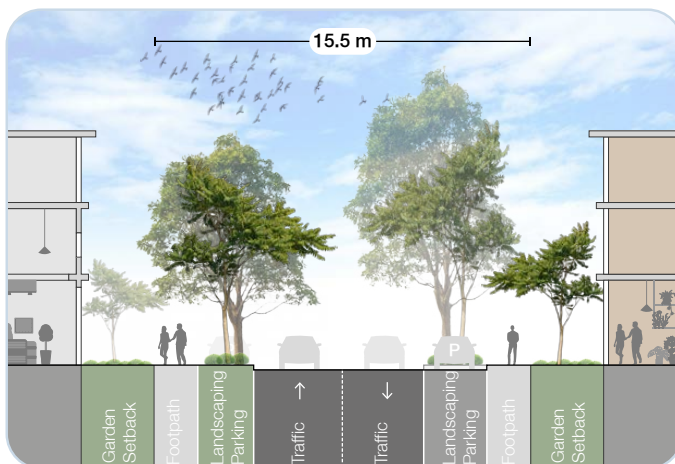 15.5 m
P
Garden
Setback
Footpath
Landscaping
Parking
Traffic
↑
Traffic
↓
Landscaping
Parking
Footpath
Garden
Setback